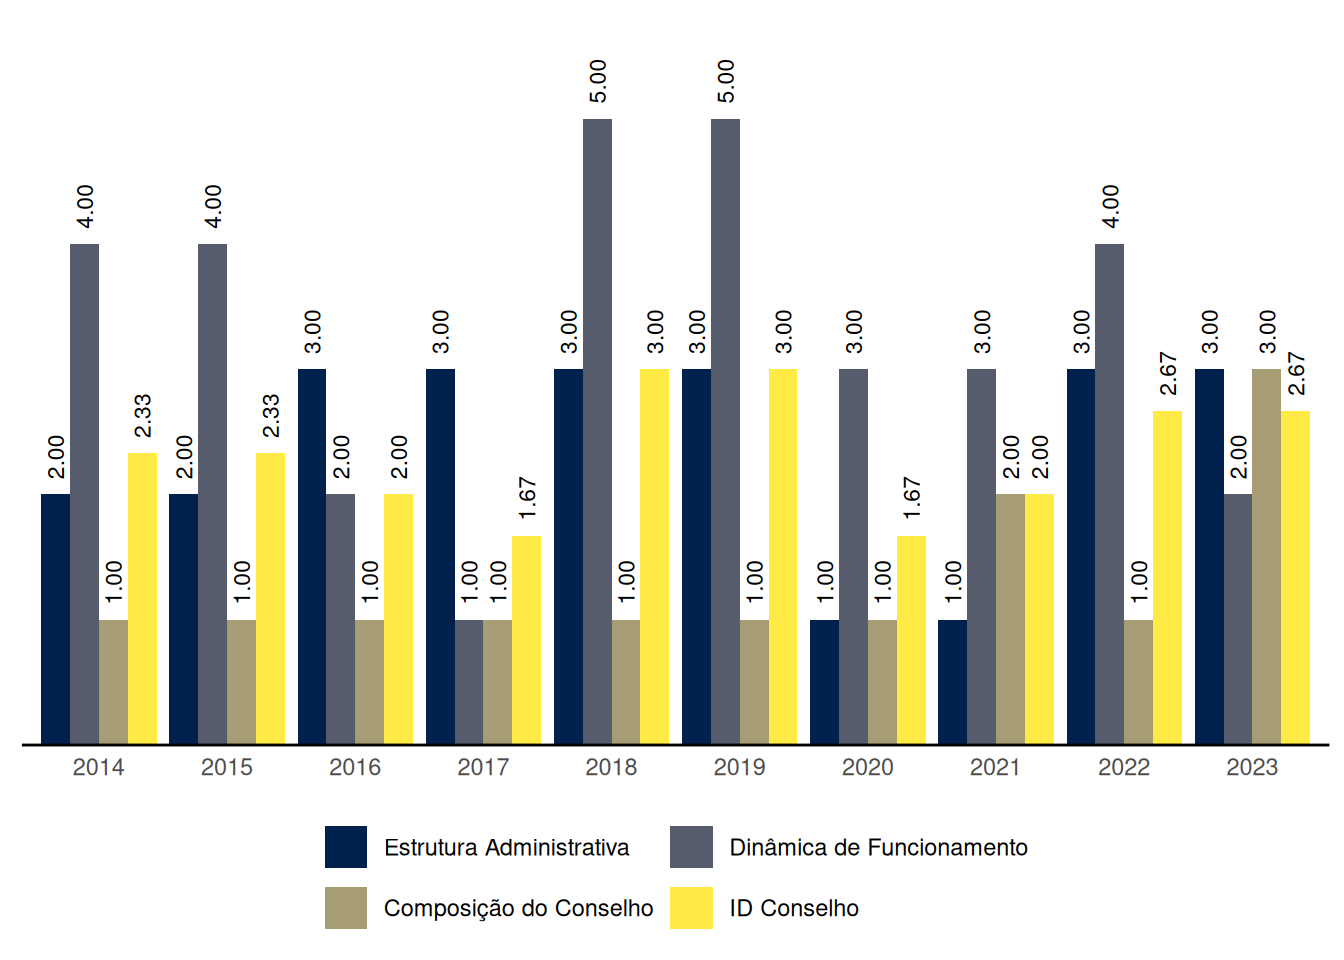 5.00 5.00
4.00 4.00 4.00
3.00 3.00 3.00 3.00 3.00 3.00 3.00 3.00 3.00 3.00 3.00
2.67 2.67
2.33 2.33
2.00 2.00 2.00 2.00 2.00 2.00 2.00
1.67 1.67
1.00 1.00 1.00 1.00 1.00 1.00 1.00 1.00 1.00 1.00 1.00
2014 2015 2016 2017 2018 2019 2020 2021 2022 2023
Estrutura Administrativa Dinâmica de Funcionamento
Composição do Conselho ID Conselho